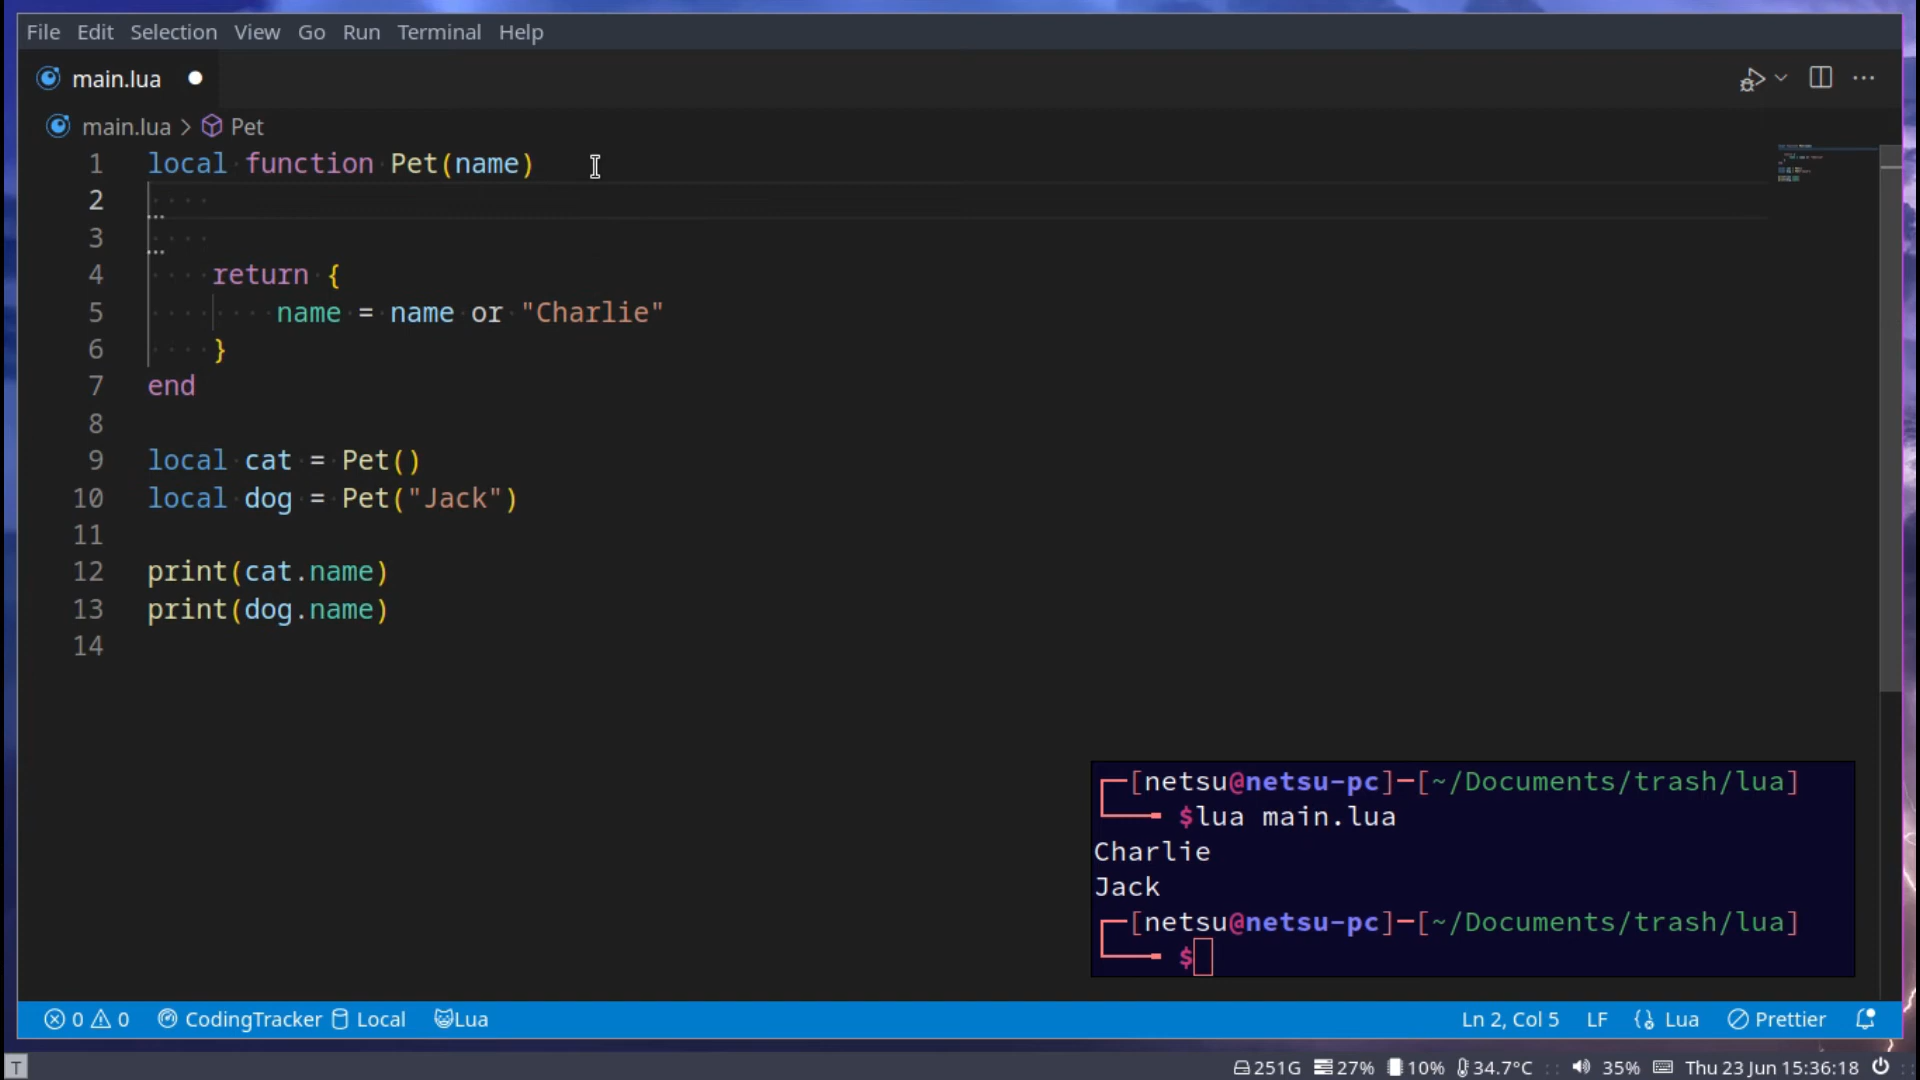 File Edit Selection View Go Run Terminal Help
main.lua
main.lua > Pet
1 local function Pet(name)
2
3
4     return {
5         name = name or "Charlie"
6     }
7 end
8
9 local cat = Pet()
10 local dog = Pet("Jack")
11
12 print(cat.name)
13 print(dog.name)
14
[netsu@netsu-pc]-[~/Documents/trash/lua]
$lua main.lua
Charlie
Jack
[netsu@netsu-pc]-[~/Documents/trash/lua]
$
0 0 CodingTracker Local Lua Ln 2, Col 5 LF Lua Prettier
T 251G 27% 10% 34.7°C 35% Thu 23 Jun 15:36:18